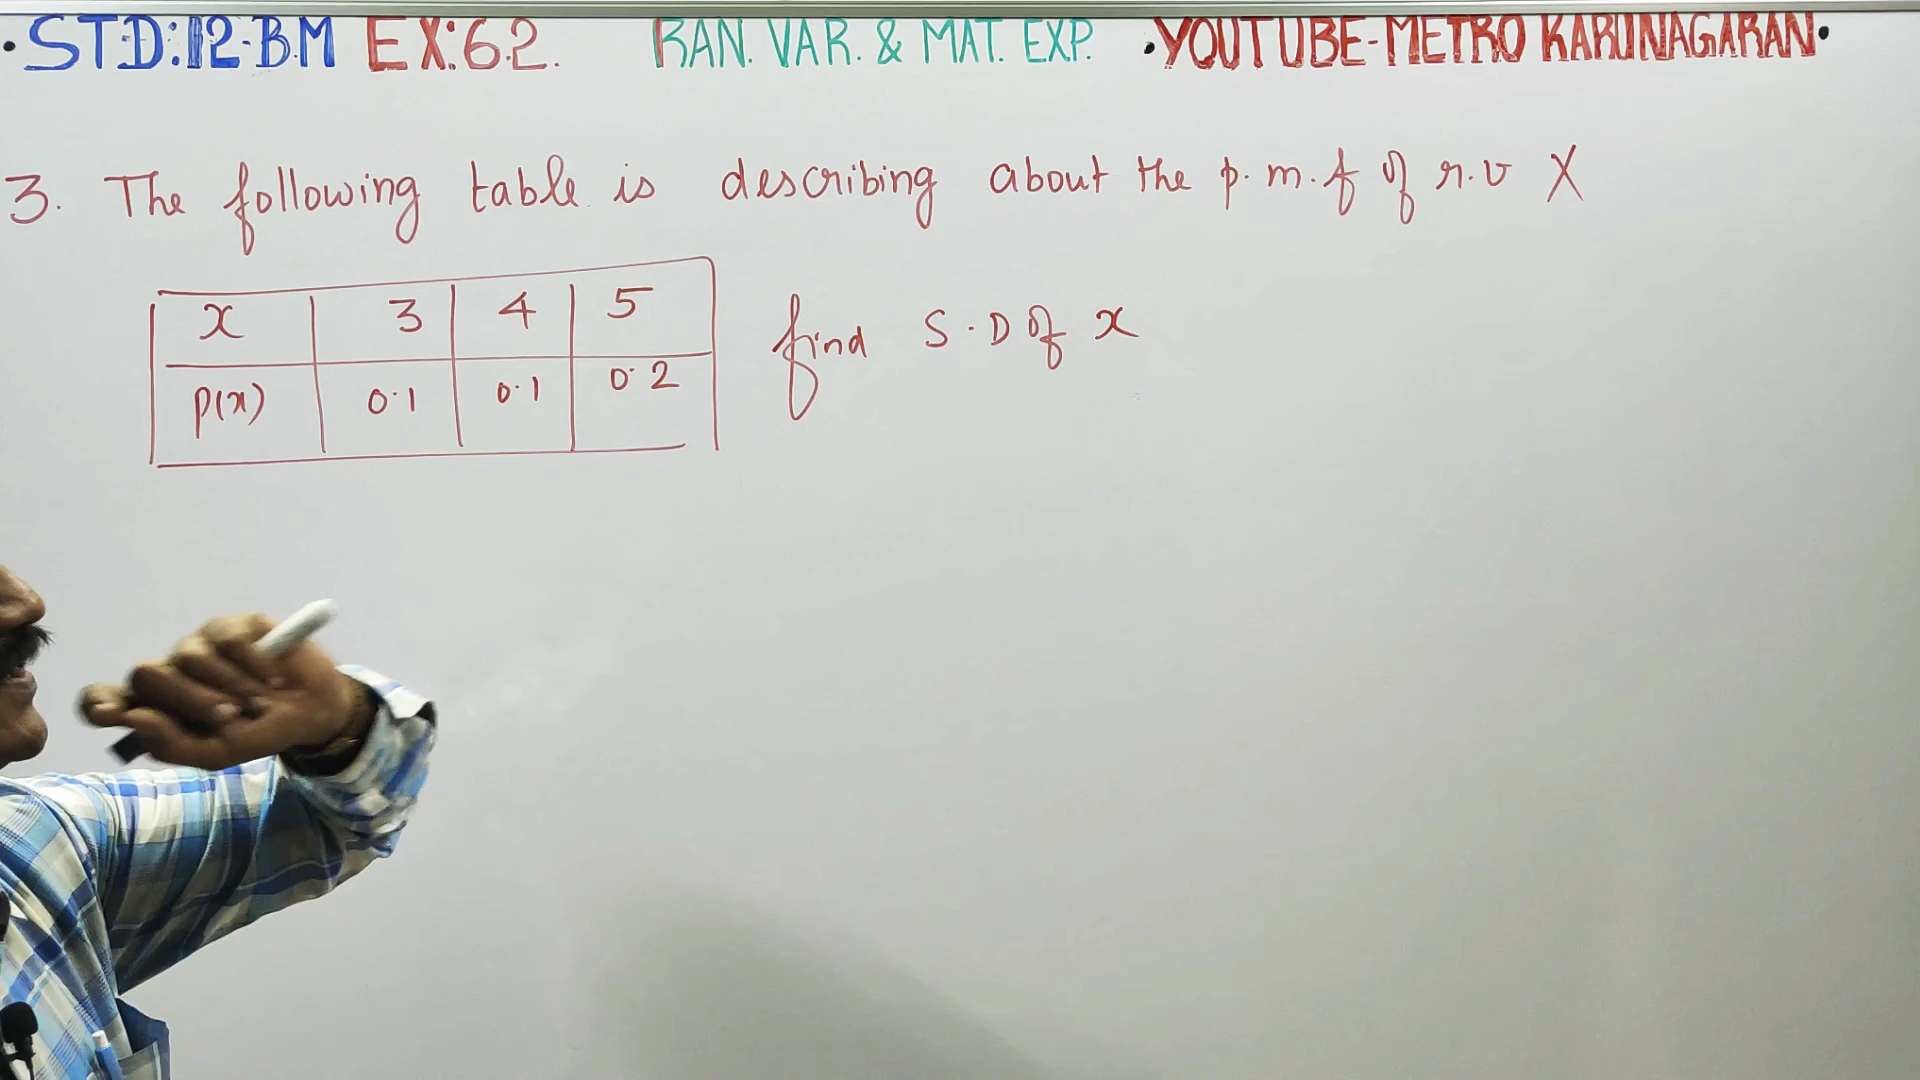 •STD:12-B.M EX:6.2. RAN. VAR. & MAT. EXP. •YOUTUBE-METRO KARUNAGARAN•
3. The following table is describing about the p.m.f of r.v X
x 3 4 5
p(x) 0.1 0.1 0.2
find S.D of x